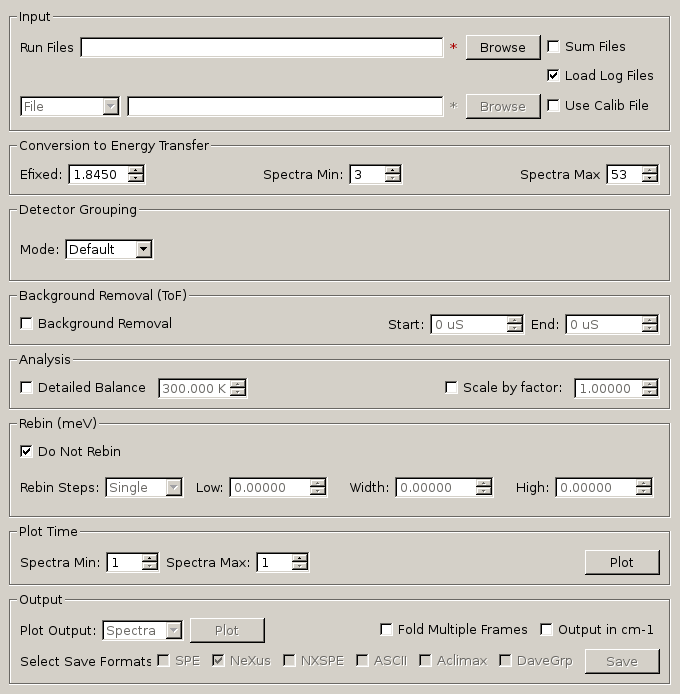 Input
Run Files * Browse Sum Files
Load Log Files
File * Browse Use Calib File
Conversion to Energy Transfer
Efixed: 1.8450 Spectra Min: 3 Spectra Max 53
Detector Grouping
Mode: Default
Background Removal (ToF)
Background Removal Start: 0 uS End: 0 uS
Analysis
Detailed Balance 300.000 K Scale by factor: 1.00000
Rebin (meV)
Do Not Rebin
Rebin Steps: Single Low: 0.00000 Width: 0.00000 High: 0.00000
Plot Time
Spectra Min: 1 Spectra Max: 1 Plot
Output
Plot Output: Spectra Plot Fold Multiple Frames Output in cm-1
Select Save Formats SPE NeXus NXSPE ASCII Aclimax DaveGrp Save